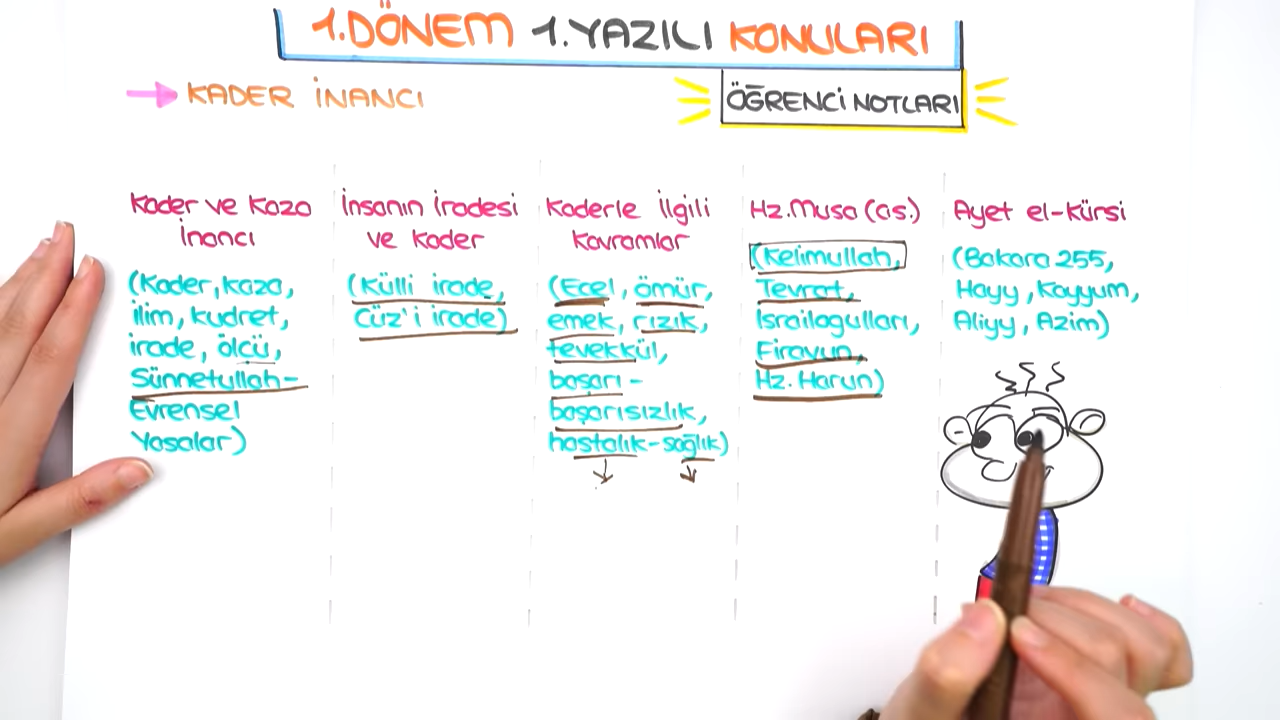 1.DÖNEM 1.YAZILI KONULARI
KADER İNANCI
ÖĞRENCİ NOTLARI
Kader ve Kaza
İnancı
(Kader, kaza,
ilim, kudret,
irade, ölçü,
Sünnetullah-
Evrensel
Yasalar)
İnsanın İradesi
ve Kader
(Külli irade,
Cüz'i irade)
Kaderle İlgili
Kavramlar
(Ecel, ömür,
emek, rızık,
tevekkül,
başarı-
başarısızlık,
hastalık-sağlık)
Hz. Musa (as.)
(Kelimullah,
Tevrat,
İsrailoğulları,
Firavun,
Hz. Harun)
Ayet el-Kürsi
(Bakara 255,
Hayy, Kayyum,
Aliyy, Azim)